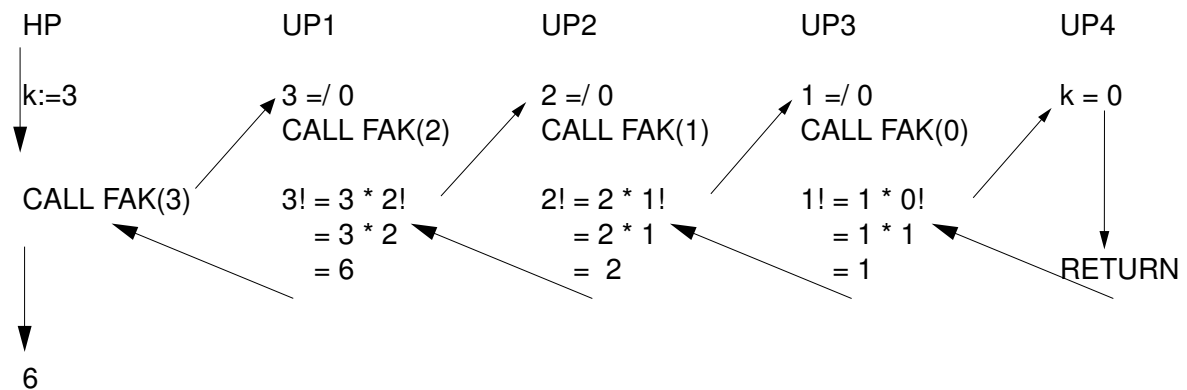 HP UP1 UP2 UP3 UP4
k:=3 3 =/ 0 2 =/ 0 1 =/ 0 k = 0
CALL FAK(2) CALL FAK(1) CALL FAK(0)
CALL FAK(3) 3! = 3 * 2! 2! = 2 * 1! 1! = 1 * 0!
= 3 * 2 = 2 * 1 = 1 * 1
= 6 = 2 = 1 RETURN
6